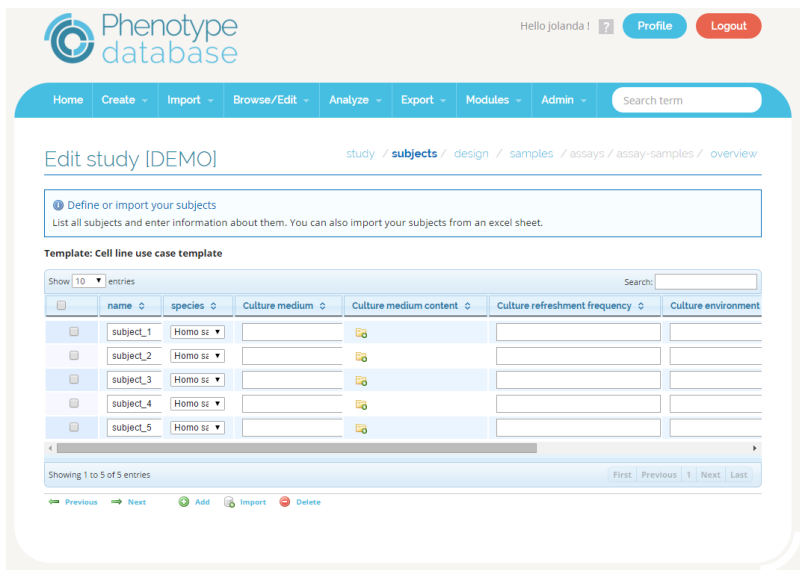 Phenotype
database
Hello jolanda ! ? Profile Logout
Home Create Import Browse/Edit Analyze Export Modules Admin Search term
Edit study [DEMO]
study / subjects / design / samples / assays / assay-samples / overview
Define or import your subjects
List all subjects and enter information about them. You can also import your subjects from an excel sheet.
Template: Cell line use case template
Show 10 entries Search:
name species Culture medium Culture medium content Culture refreshment frequency Culture environment
subject_1 Homo sa
subject_2 Homo sa
subject_3 Homo sa
subject_4 Homo sa
subject_5 Homo sa
Showing 1 to 5 of 5 entries First Previous 1 Next Last
Previous Next Add Import Delete